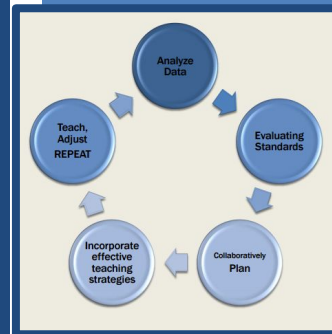 Analyze
Data
Evaluating
Standards
Collaboratively
Plan
Incorporate
effective
teaching
strategies
Teach,
Adjust
REPEAT